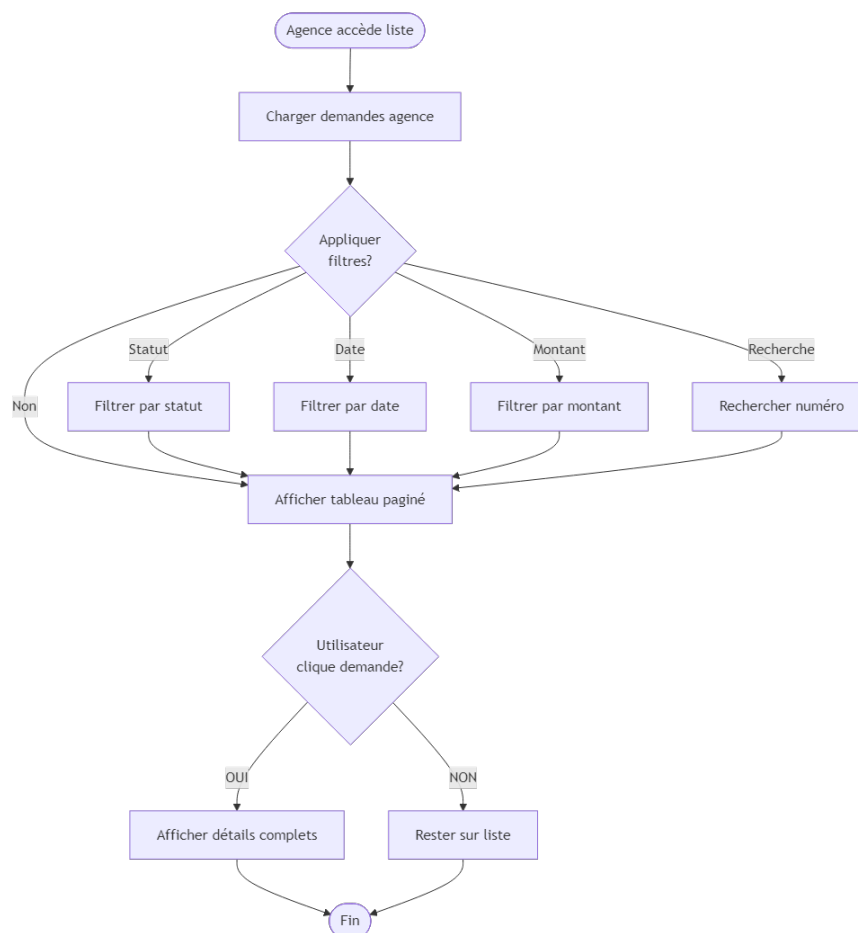 Agence accède liste
Charger demandes agence
Appliquer
filtres?
Statut
Date
Montant
Recherche
Non
Filtrer par statut
Filtrer par date
Filtrer par montant
Rechercher numéro
Afficher tableau paginé
Utilisateur
clique demande?
OUI
NON
Afficher détails complets
Rester sur liste
Fin